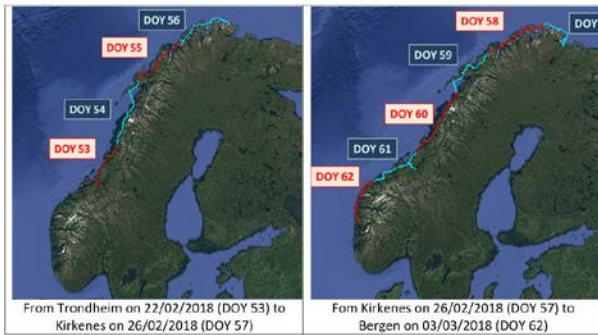 DOY 56
DOY 55
DOY 54
DOY 53
From Trondheim on 22/02/2018 (DOY 53) to
Kirkenes on 26/02/2018 (DOY 57)
DOY 58
DOY
DOY 59
DOY 60
DOY 61
DOY 62
Fom Kirkenes on 26/02/2018 (DOY 57) to
Bergen on 03/03/2018 (DOY 62)